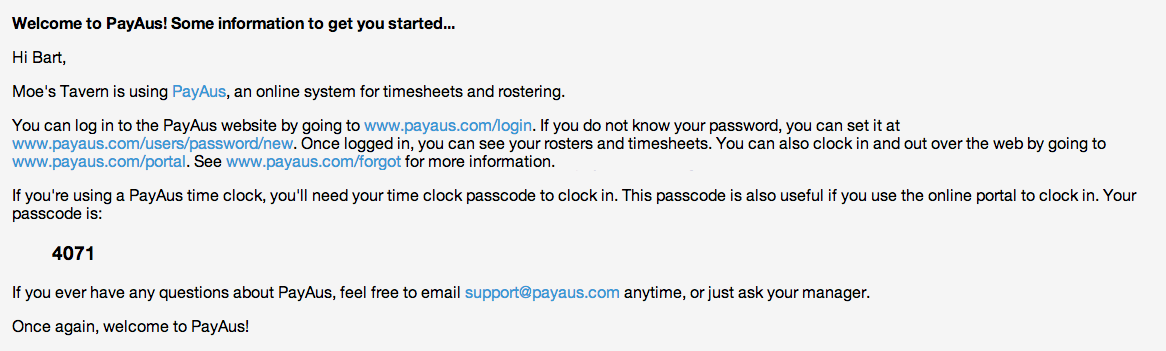 Welcome to PayAus! Some information to get you started...
Hi Bart,
Moe's Tavern is using PayAus, an online system for timesheets and rostering.
You can log in to the PayAus website by going to www.payaus.com/login. If you do not know your password, you can set it at
www.payaus.com/users/password/new. Once logged in, you can see your rosters and timesheets. You can also clock in and out over the web by going to
www.payaus.com/portal. See www.payaus.com/forgot for more information.
If you're using a PayAus time clock, you'll need your time clock passcode to clock in. This passcode is also useful if you use the online portal to clock in. Your
passcode is:
4071
If you ever have any questions about PayAus, feel free to email support@payaus.com anytime, or just ask your manager.
Once again, welcome to PayAus!